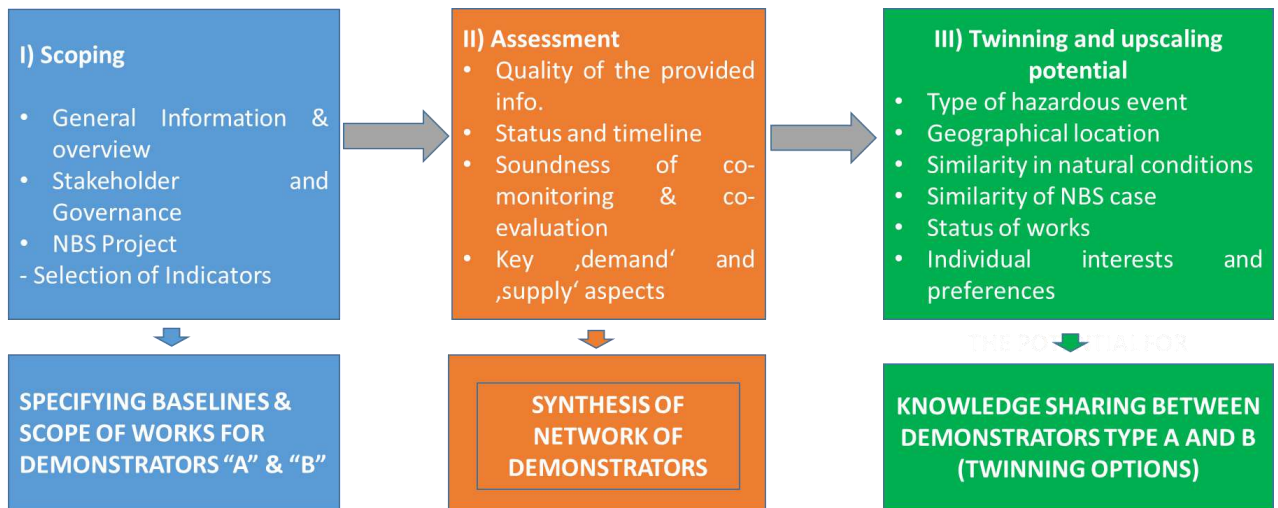 I) Scoping
• General Information &
overview
• Stakeholder and
Governance
• NBS Project
- Selection of Indicators
II) Assessment
• Quality of the provided
info.
• Status and timeline
• Soundness of co-
monitoring & co-
evaluation
• Key ‚demand‘ and
‚supply‘ aspects
III) Twinning and upscaling
potential
• Type of hazardous event
• Geographical location
• Similarity in natural conditions
• Similarity of NBS case
• Status of works
• Individual interests and
preferences
SPECIFYING BASELINES &
SCOPE OF WORKS FOR
DEMONSTRATORS “A” & “B”
SYNTHESIS OF
NETWORK OF
DEMONSTRATORS
THE FOR
KNOWLEDGE SHARING BETWEEN
DEMONSTRATORS TYPE A AND B
(TWINNING OPTIONS)